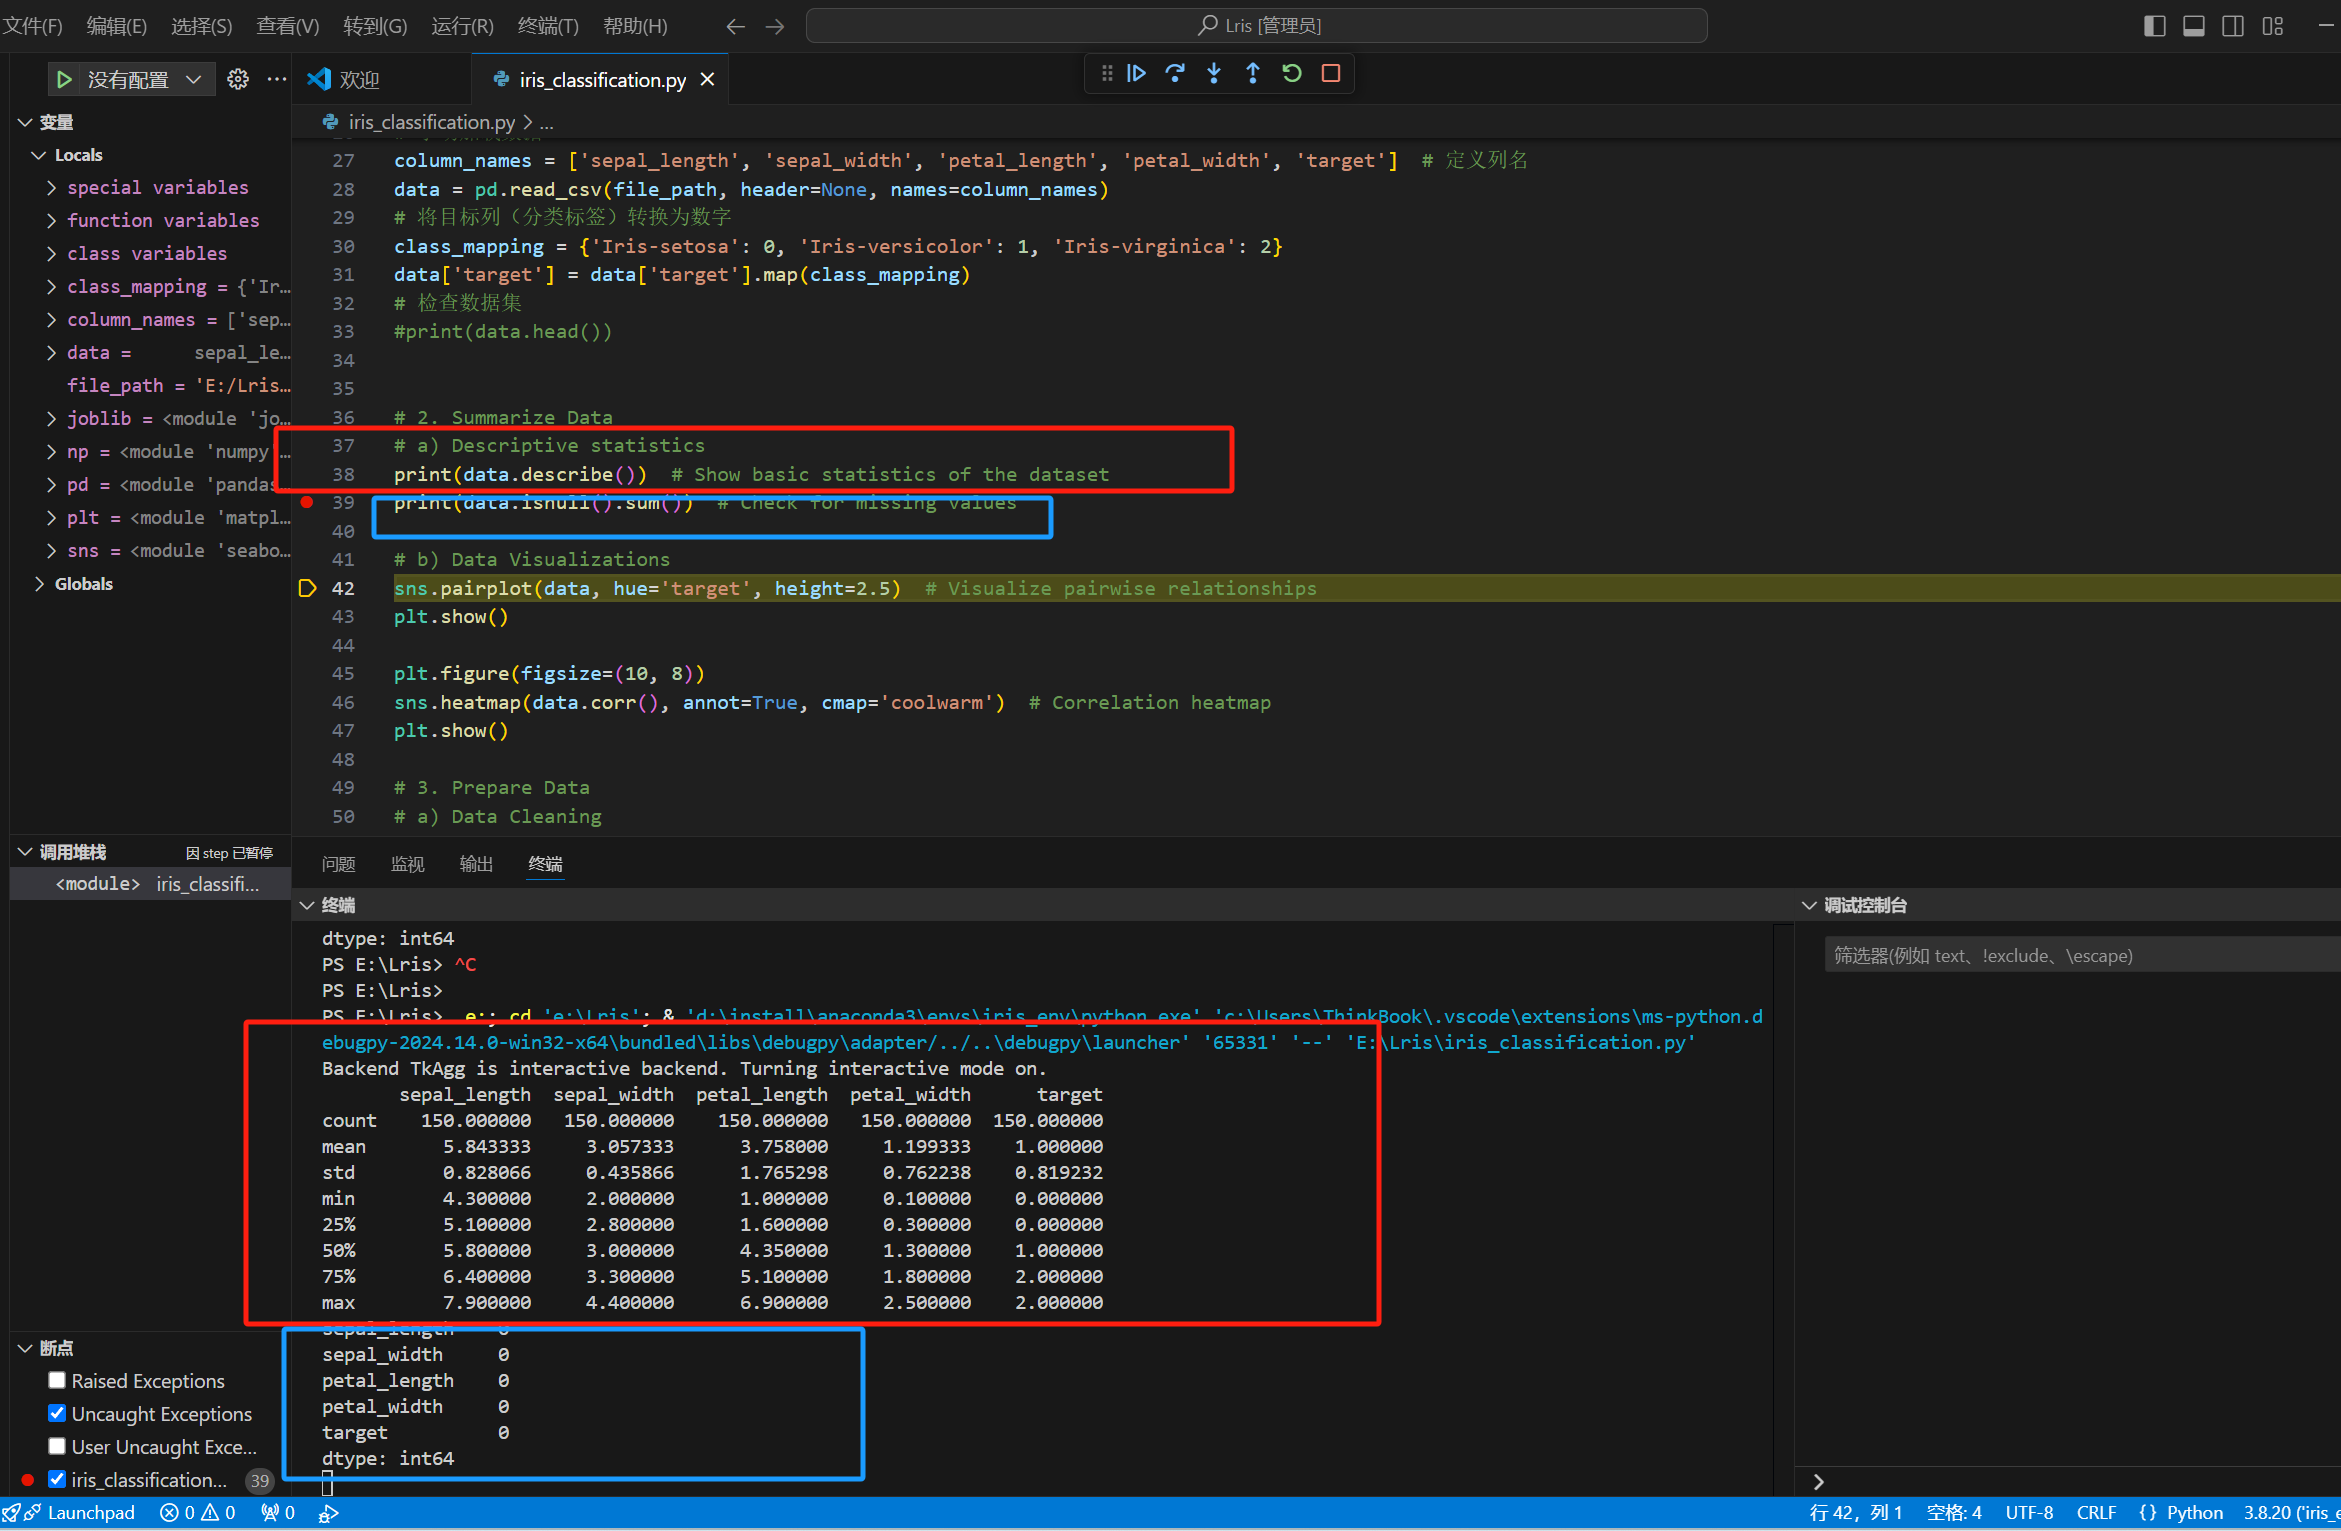 文件(F) 编辑(E) 选择(S) 查看(V) 转到(G) 运行(R) 终端(T) 帮助(H) Lris [管理员]
没有配置 欢迎 iris_classification.py
变量
Locals
special variables
function variables
class variables
class_mapping = {'Ir...
column_names = ['sep...
data = sepal_le...
file_path = 'E:/Lris...
joblib = <module 'jo...
np = <module 'numpy'...
pd = <module 'pandas...
plt = <module 'matpl...
sns = <module 'seabo...
Globals
调用堆栈 因 step 已暂停
<module> iris_classifi...
断点
Raised Exceptions
Uncaught Exceptions
User Uncaught Exce...
iris_classification... 39
iris_classification.py > ...
27 column_names = ['sepal_length', 'sepal_width', 'petal_length', 'petal_width', 'target'] # 定义列名
28 data = pd.read_csv(file_path, header=None, names=column_names)
29 # 将目标列（分类标签）转换为数字
30 class_mapping = {'Iris-setosa': 0, 'Iris-versicolor': 1, 'Iris-virginica': 2}
31 data['target'] = data['target'].map(class_mapping)
32 # 检查数据集
33 #print(data.head())
34
35
36 # 2. Summarize Data
37 # a) Descriptive statistics
38 print(data.describe()) # Show basic statistics of the dataset
39 print(data.isnull().sum()) # Check for missing values
40
41 # b) Data Visualizations
42 sns.pairplot(data, hue='target', height=2.5) # Visualize pairwise relationships
43 plt.show()
44
45 plt.figure(figsize=(10, 8))
46 sns.heatmap(data.corr(), annot=True, cmap='coolwarm') # Correlation heatmap
47 plt.show()
48
49 # 3. Prepare Data
50 # a) Data Cleaning
问题 监视 输出 终端
终端
dtype: int64
PS E:\Lris> ^C
PS E:\Lris>
PS E:\Lris> e:; cd 'e:\Lris'; & 'd:\install\anaconda3\envs\iris_env\python.exe' 'c:\Users\ThinkBook\.vscode\extensions\ms-python.d
ebugpy-2024.14.0-win32-x64\bundled\libs\debugpy\adapter/../..\debugpy\launcher' '65331' '--' 'E:\Lris\iris_classification.py'
Backend TkAgg is interactive backend. Turning interactive mode on.
sepal_length sepal_width petal_length petal_width target
count 150.000000 150.000000 150.000000 150.000000 150.000000
mean 5.843333 3.057333 3.758000 1.199333 1.000000
std 0.828066 0.435866 1.765298 0.762238 0.819232
min 4.300000 2.000000 1.000000 0.100000 0.000000
25% 5.100000 2.800000 1.600000 0.300000 0.000000
50% 5.800000 3.000000 4.350000 1.300000 1.000000
75% 6.400000 3.300000 5.100000 1.800000 2.000000
max 7.900000 4.400000 6.900000 2.500000 2.000000
sepal_length 0
sepal_width 0
petal_length 0
petal_width 0
target 0
dtype: int64
调试控制台
筛选器(例如 text、!exclude、\escape)
Launchpad 0 0 0 行 42，列 1 空格: 4 UTF-8 CRLF {} Python 3.8.20 ('iris_e